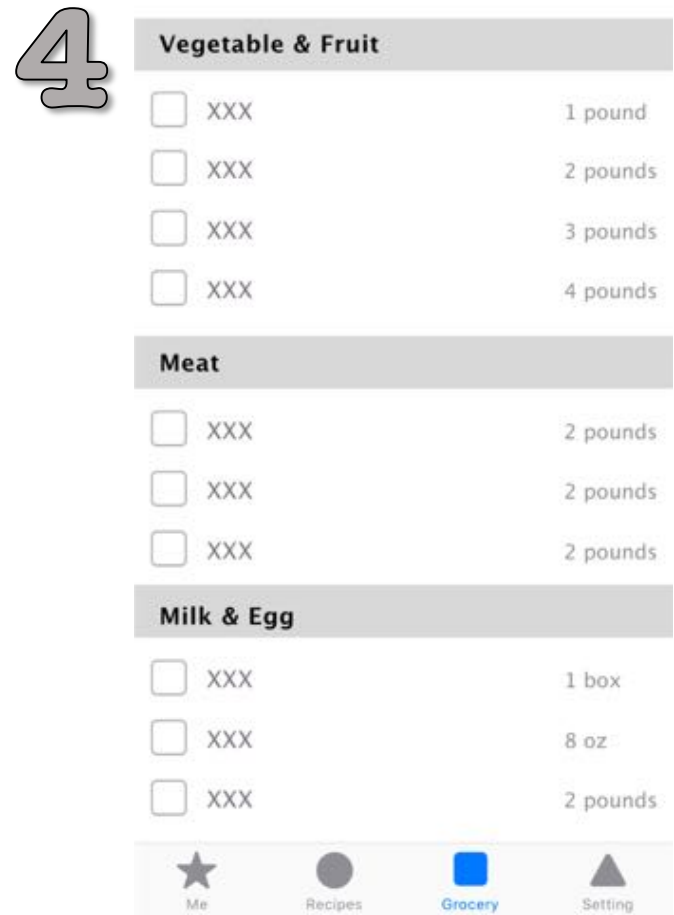 4
Vegetable & Fruit
XXX 1 pound
XXX 2 pounds
XXX 3 pounds
XXX 4 pounds
Meat
XXX 2 pounds
XXX 2 pounds
XXX 2 pounds
Milk & Egg
XXX 1 box
XXX 8 oz
XXX 2 pounds
Me Recipes Grocery Setting